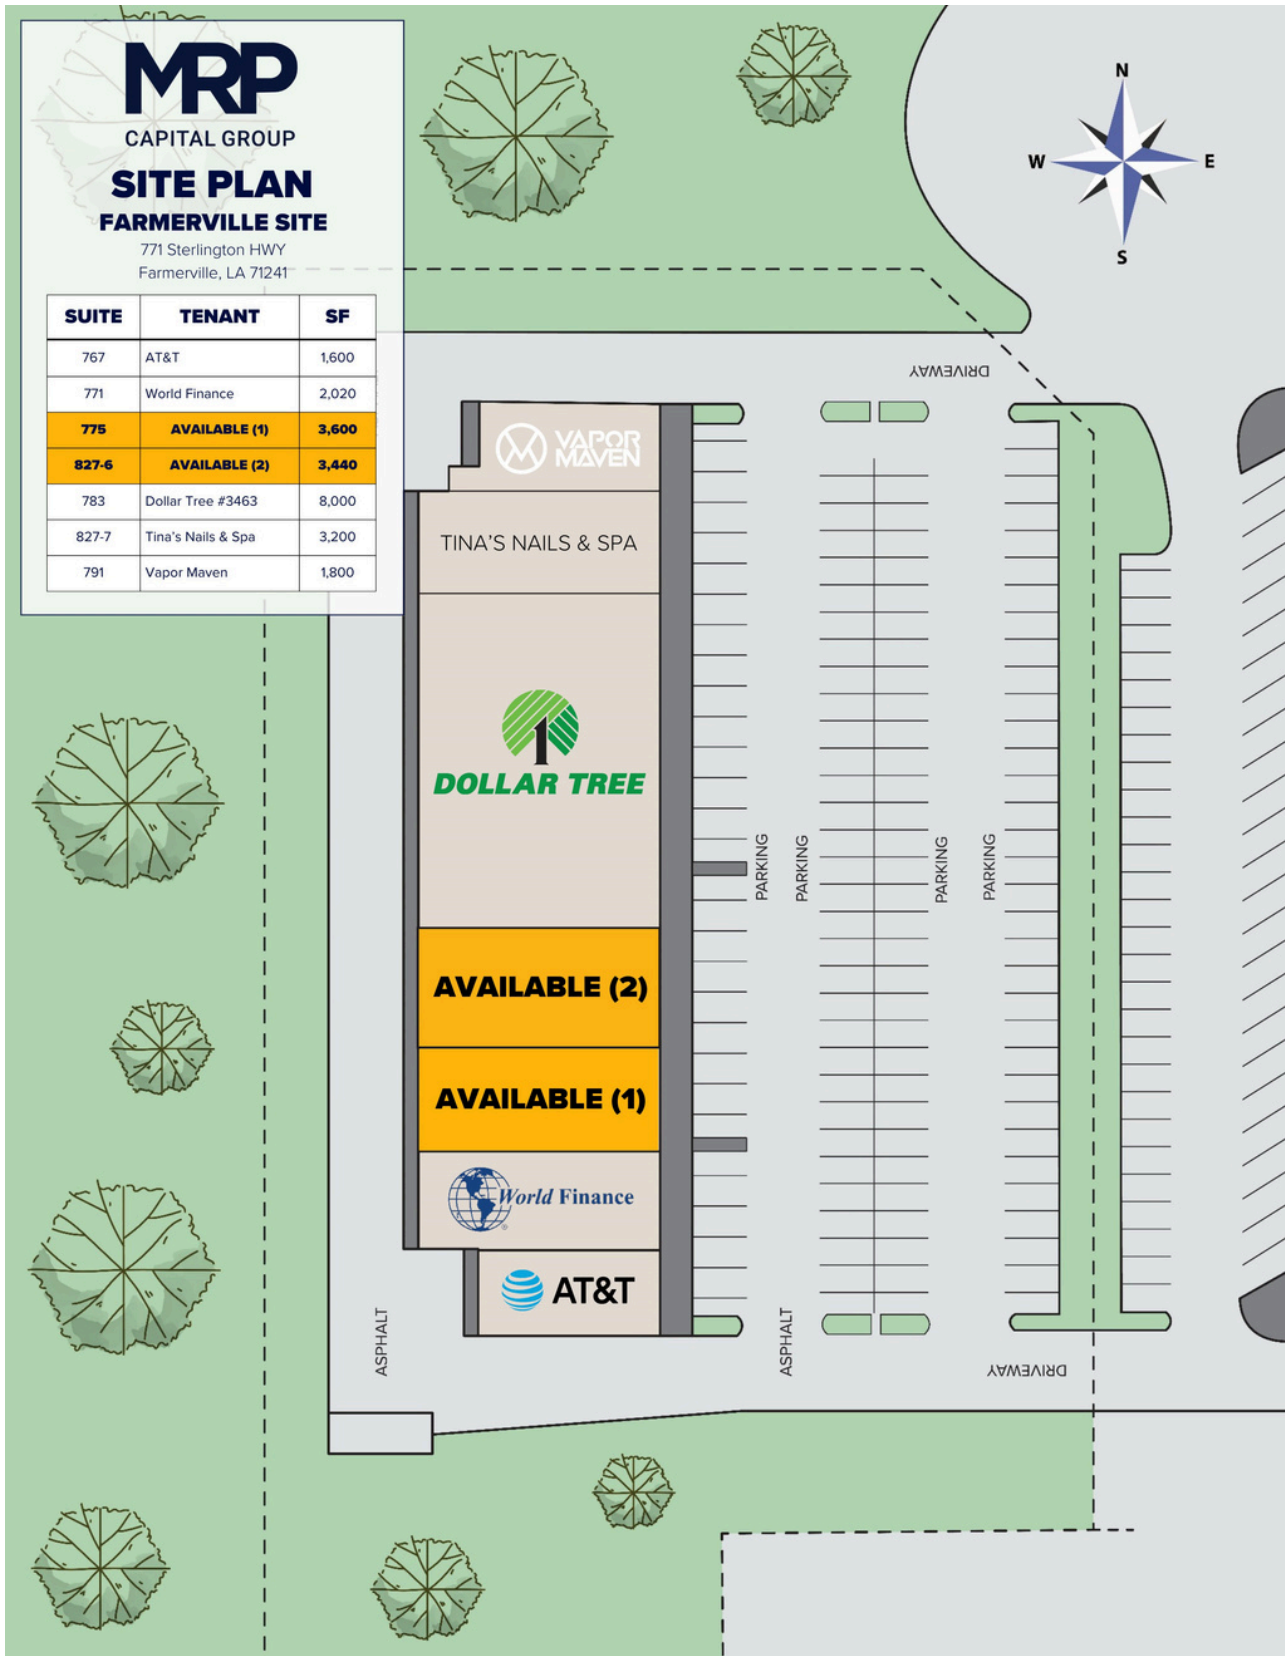 MRP
CAPITAL GROUP
SITE PLAN
FARMERVILLE SITE
771 Sterlington HWY
Farmerville, LA 71241
SUITE TENANT SF
767 AT&T 1,600
771 World Finance 2,020
775 AVAILABLE (1) 3,600
827-6 AVAILABLE (2) 3,440
783 Dollar Tree #3463 8,000
827-7 Tina's Nails & Spa 3,200
791 Vapor Maven 1,800
N
W E
S
DRIVEWAY
VAPOR
MAVEN
TINA'S NAILS & SPA
1
DOLLAR TREE
PARKING
PARKING
PARKING
PARKING
AVAILABLE (2)
AVAILABLE (1)
World Finance
®
AT&T
ASPHALT
ASPHALT
DRIVEWAY